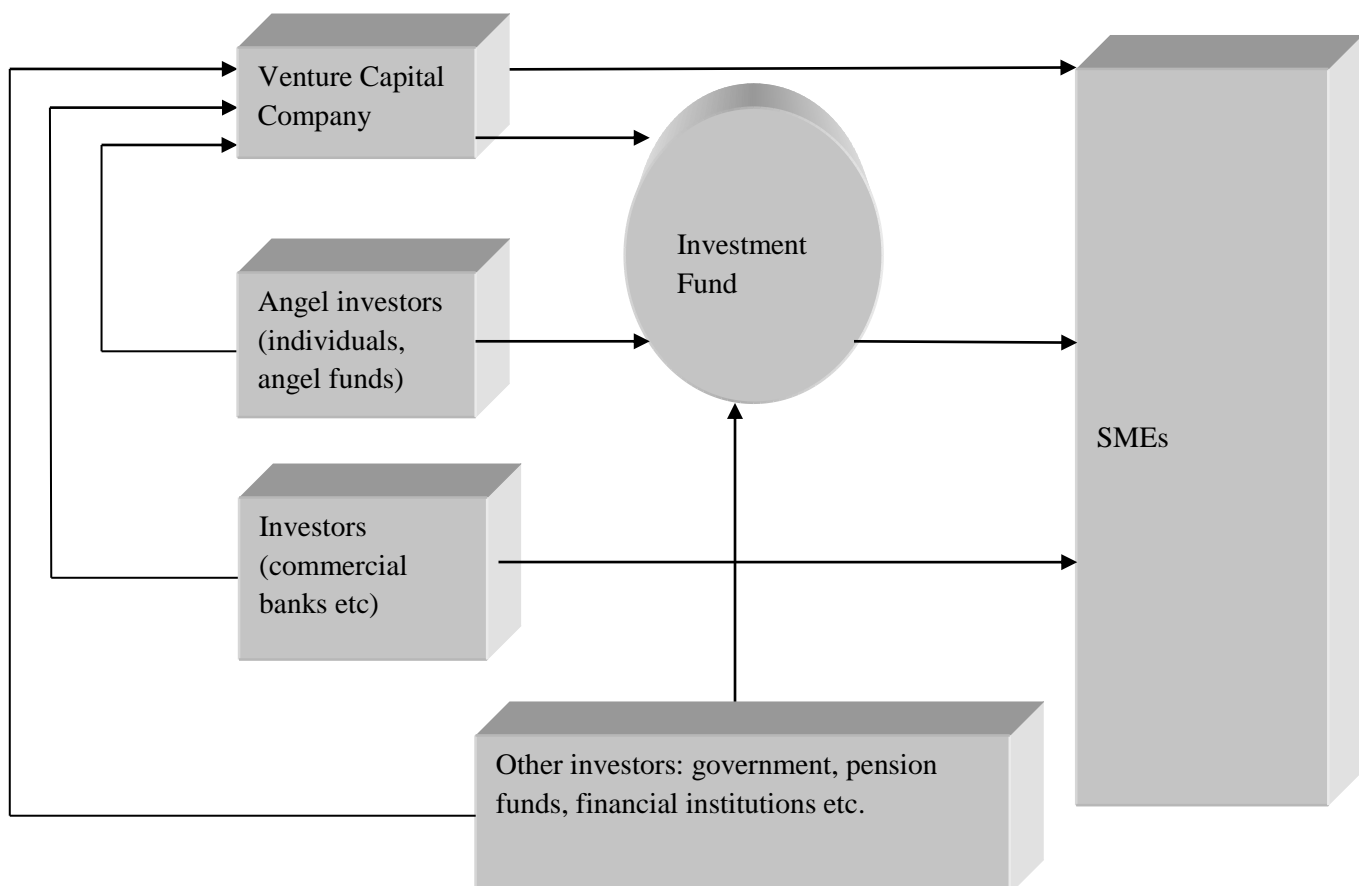 Venture Capital
Company
Investment
Fund
Angel investors
(individuals,
angel funds)
SMEs
Investors
(commercial
banks etc)
Other investors: government, pension
funds, financial institutions etc.